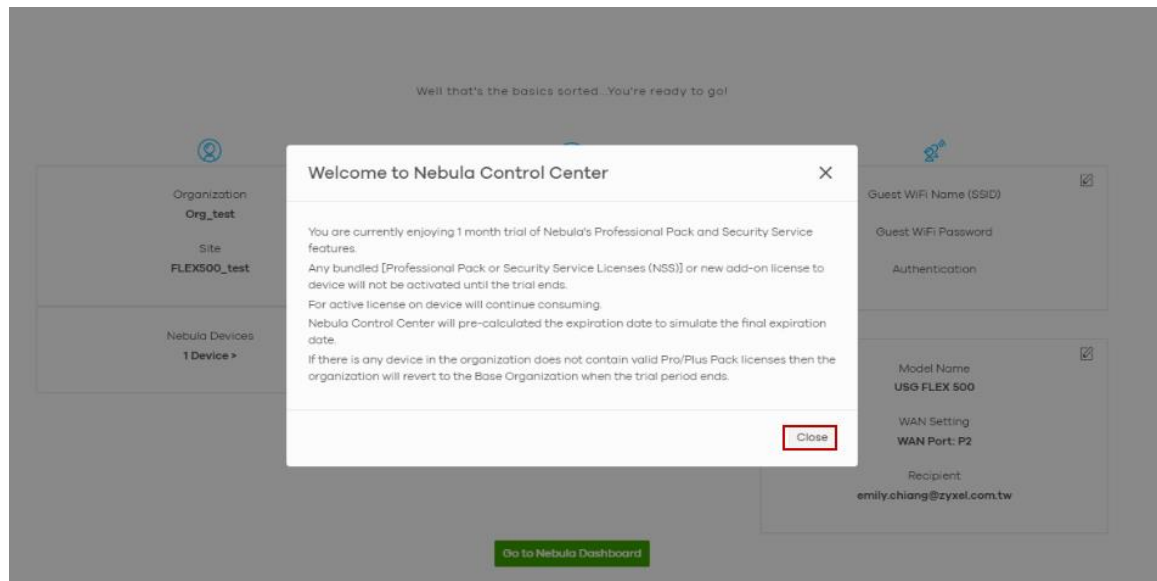 Well that's the basics sorted...You're ready to go!
Organization
Org_test
Site
FLEX500_test
Nebula Devices
1 Device >
Welcome to Nebula Control Center
You are currently enjoying 1 month trial of Nebula's Professional Pack and Security Service
features.
Any bundled [Professional Pack or Security Service Licenses (NSS)] or new add-on license to
device will not be activated until the trial ends.
For active license on device will continue consuming.
Nebula Control Center will pre-calculated the expiration date to simulate the final expiration
date.
If there is any device in the organization does not contain valid Pro/Plus Pack licenses then the
organization will revert to the Base Organization when the trial period ends.
Close
Guest WiFi Name (SSID)
Guest WiFi Password
Authentication
Model Name
USG FLEX 500
WAN Setting
WAN Port: P2
Recipient
emily.chiang@zyxel.com.tw
Go to Nebula Dashboard